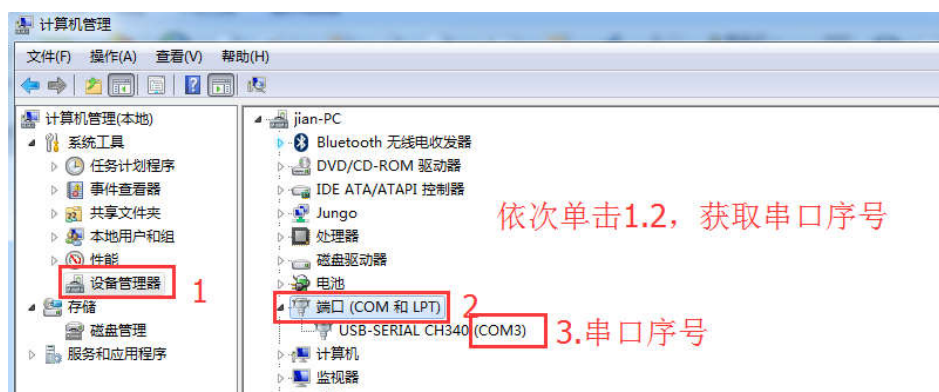 计算机管理
文件(F) 操作(A) 查看(V) 帮助(H)
计算机管理(本地)
系统工具
任务计划程序
事件查看器
共享文件夹
本地用户和组
性能
设备管理器
1
存储
磁盘管理
服务和应用程序
jian-PC
Bluetooth 无线电收发器
DVD/CD-ROM 驱动器
IDE ATA/ATAPI 控制器
Jungo
处理器
磁盘驱动器
电池
端口 (COM 和 LPT)
2
USB-SERIAL CH340 (COM3)
计算机
监视器
依次单击1.2，获取串口序号
3.串口序号